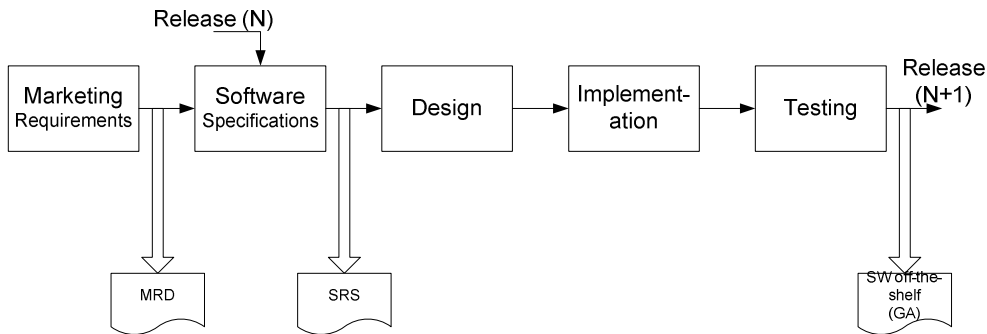 Release (N)
Marketing
Requirements
Software
Specifications
Design
Implement-
ation
Testing
Release
(N+1)
MRD
SRS
SW off-the-
shelf
(GA)